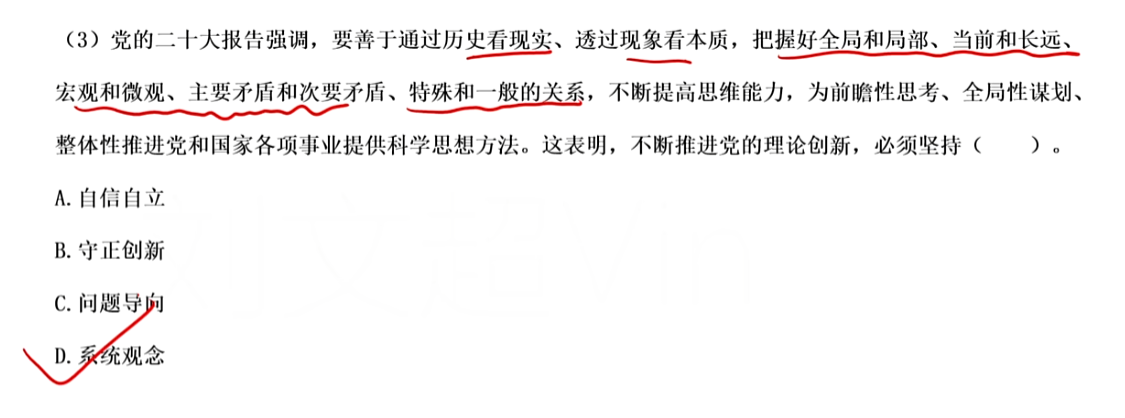 （3）党的二十大报告强调，要善于通过历史看现实、透过现象看本质，把握好全局和局部、当前和长远、
宏观和微观、主要矛盾和次要矛盾、特殊和一般的关系，不断提高思维能力，为前瞻性思考、全局性谋划、
整体性推进党和国家各项事业提供科学思想方法。这表明，不断推进党的理论创新，必须坚持（　　）。
A.自信自立
B.守正创新
C.问题导向
D.系统观念
刘文超Vin